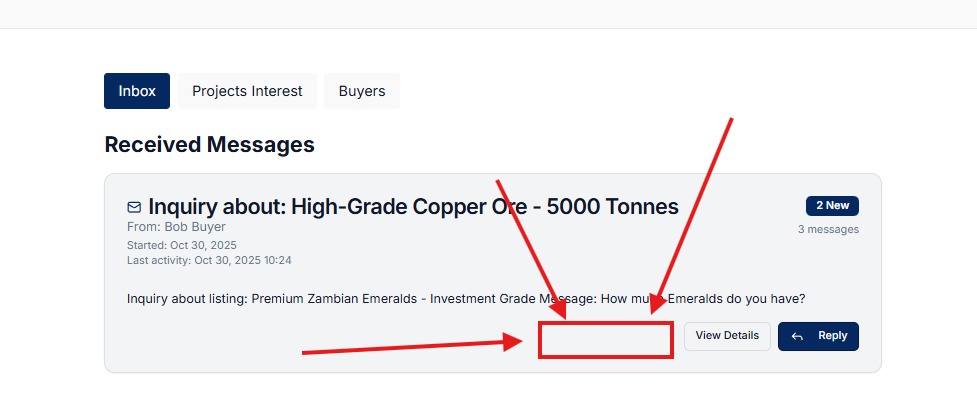 Inbox
Projects Interest
Buyers
Received Messages
Inquiry about: High-Grade Copper Ore - 5000 Tonnes
2 New
From: Bob Buyer
3 messages
Started: Oct 30, 2025
Last activity: Oct 30, 2025 10:24
Inquiry about listing: Premium Zambian Emeralds - Investment Grade Message: How much Emeralds do you have?
View Details
Reply